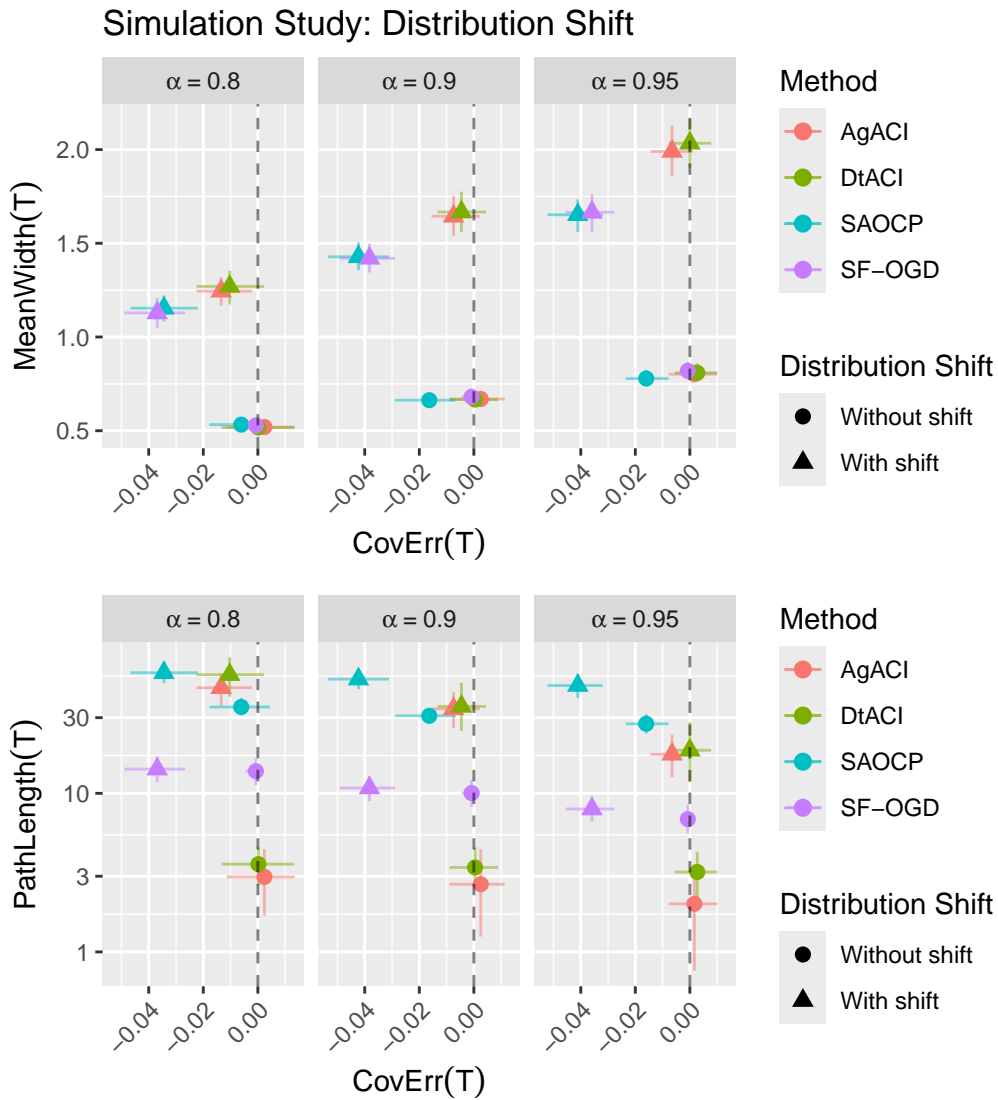 Simulation Study: Distribution Shift
α = 0.8
α = 0.9
α = 0.95
MeanWidth(T)
2.0
1.5
1.0
0.5
−0.04
−0.02
0.00
−0.04
−0.02
0.00
−0.04
−0.02
0.00
CovErr(T)
Method
AgACI
DtACI
SAOCP
SF−OGD
Distribution Shift
Without shift
With shift
α = 0.8
α = 0.9
α = 0.95
PathLength(T)
30
10
3
1
−0.04
−0.02
0.00
−0.04
−0.02
0.00
−0.04
−0.02
0.00
CovErr(T)
Method
AgACI
DtACI
SAOCP
SF−OGD
Distribution Shift
Without shift
With shift